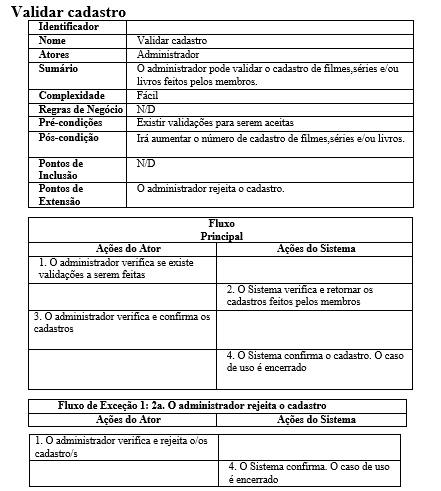 Validar cadastro
Identificador
Nome Validar cadastro
Atores Administrador
Sumário O administrador pode validar o cadastro de filmes,séries e/ou
livros feitos pelos membros.
Complexidade Fácil
Regras de Negócio N/D
Pré-condições Existir validações para serem aceitas
Pós-condição Irá aumentar o número de cadastro de filmes,séries e/ou livros.
Pontos de N/D
Inclusão
Pontos de O administrador rejeita o cadastro.
Extensão
Fluxo
Principal
Ações do Ator Ações do Sistema
1. O administrador verifica se existe
validações a serem feitas
2. O Sistema verifica e retornar os
cadastros feitos pelos membros
3. O administrador verifica e confirma os
cadastros
4. O Sistema confirma o cadastro. O caso
de uso é encerrado
Fluxo de Exceção 1: 2a. O administrador rejeita o cadastro
Ações do Ator Ações do Sistema
1. O administrador verifica e rejeita o/os
cadastro/s
4. O Sistema confirma. O caso de uso
é encerrado